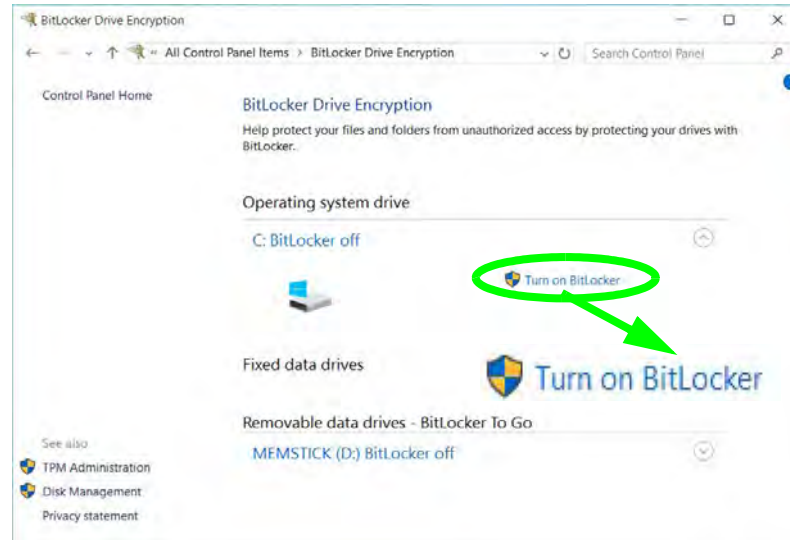 BitLocker Drive Encryption
« All Control Panel Items > BitLocker Drive Encryption
Search Control Panel
Control Panel Home
BitLocker Drive Encryption
Help protect your files and folders from unauthorized access by protecting your drives with
BitLocker.
Operating system drive
C: BitLocker off
Turn on BitLocker
Fixed data drives
Turn on BitLocker
Removable data drives - BitLocker To Go
MEMSTICK (D:) BitLocker off
See also
TPM Administration
Disk Management
Privacy statement